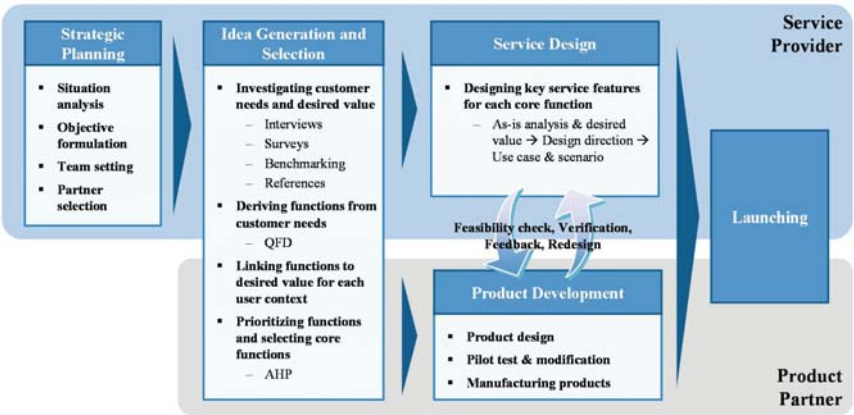 Strategic
Planning
▪ Situation
analysis
▪ Objective
formulation
▪ Team setting
▪ Partner
selection
Idea Generation and
Selection
▪ Investigating customer
needs and desired value
– Interviews
– Surveys
– Benchmarking
– References
▪ Deriving functions from
customer needs
– QFD
▪ Linking functions to
desired value for each
user context
▪ Prioritizing functions
and selecting core
functions
– AHP
Service Design
▪ Designing key service features
for each core function
– As-is analysis & desired
value → Design direction →
Use case & scenario
Feasibility check, Verification,
Feedback, Redesign
Product Development
▪ Product design
▪ Pilot test & modification
▪ Manufacturing products
Service
Provider
Launching
Product
Partner